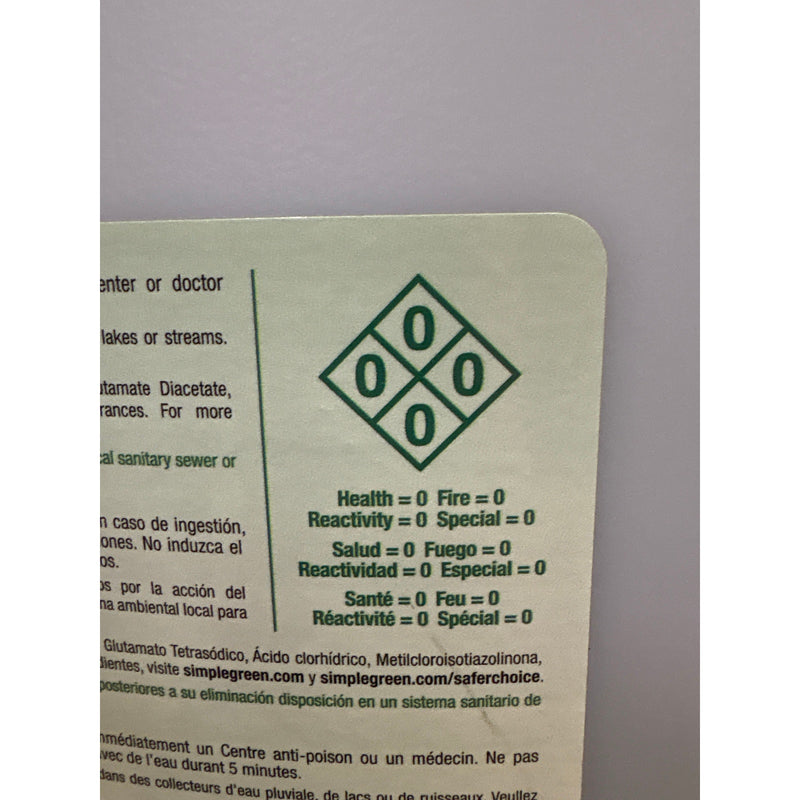 enter or doctor
lakes or streams.
utamate Diacetate,
rances. For more
cal sanitary sewer or
n caso de ingestión,
ones. No induzca el
os.
os por la acción del
na ambiental local para
0
0 0
0
Health = 0 Fire = 0
Reactivity = 0 Special = 0
Salud = 0 Fuego = 0
Reactividad = 0 Especial = 0
Santé = 0 Feu = 0
Réactivité = 0 Spécial = 0
Glutamato Tetrasódico, Ácido clorhídrico, Metilcloroisotiazolinona,
dientes, visite simplegreen.com y simplegreen.com/saferchoice.
posteriores a su eliminación disposición en un sistema sanitario de
mmédiatement un Centre anti-poison ou un médecin. Ne pas
vec de l'eau durant 5 minutes.
dans des collecteurs d'eau pluviale, de lacs ou de ruisseaux. Veuillez